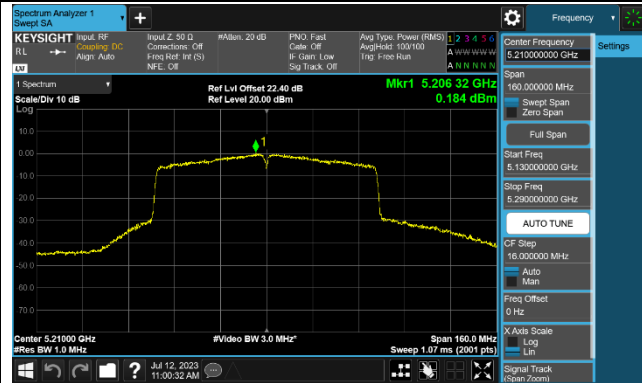 Spectrum Analyzer 1
Swept SA
Frequency
KEYSIGHT
RL
LXI
Input: RF
Coupling: DC
Align: Auto
Input Z: 50 Ω
Corrections: Off
Freq Ref: Int (S)
NFE: Off
#Atten: 20 dB
PNO: Fast
Gate: Off
IF Gain: Low
Sig Track: Off
Avg Type: Power (RMS)
Avg|Hold: 100/100
Trig: Free Run
1 2 3 4 5 6
A W W W W W
A N N N N N
1 Spectrum
Scale/Div 10 dB
Log
Ref Lvl Offset 22.40 dB
Ref Level 20.00 dBm
Mkr1 5.206 32 GHz
0.184 dBm
1
10.0
0.00
-10.0
-20.0
-30.0
-40.0
-50.0
-60.0
-70.0
Center 5.21000 GHz
#Res BW 1.0 MHz
#Video BW 3.0 MHz*
Span 160.0 MHz
Sweep 1.07 ms (2001 pts)
Jul 12, 2023
11:00:32 AM
?
Center Frequency
5.210000000 GHz
Span
160.000000 MHz
Swept Span
Zero Span
Full Span
Start Freq
5.130000000 GHz
Stop Freq
5.290000000 GHz
AUTO TUNE
CF Step
16.000000 MHz
Auto
Man
Freq Offset
0 Hz
X Axis Scale
Log
Lin
Signal Track
(Span Zoom)
Settings